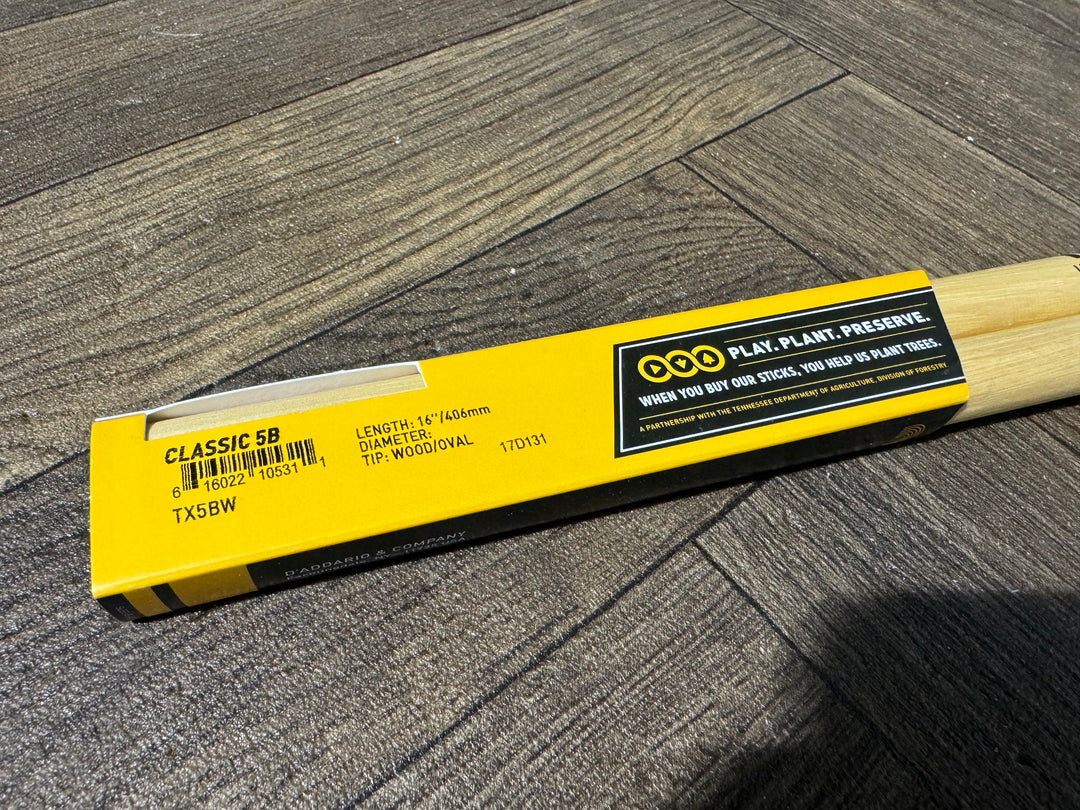 CLASSIC 5B
6 16022 10531 1
TX5BW
LENGTH: 16"/406mm
DIAMETER:
TIP: WOOD/OVAL
17D131
PLAY. PLANT. PRESERVE.
WHEN YOU BUY OUR STICKS, YOU HELP US PLANT TREES.
A PARTNERSHIP WITH THE TENNESSEE DEPARTMENT OF AGRICULTURE, DIVISION OF FORESTRY
D'ADDARIO & COMPANY